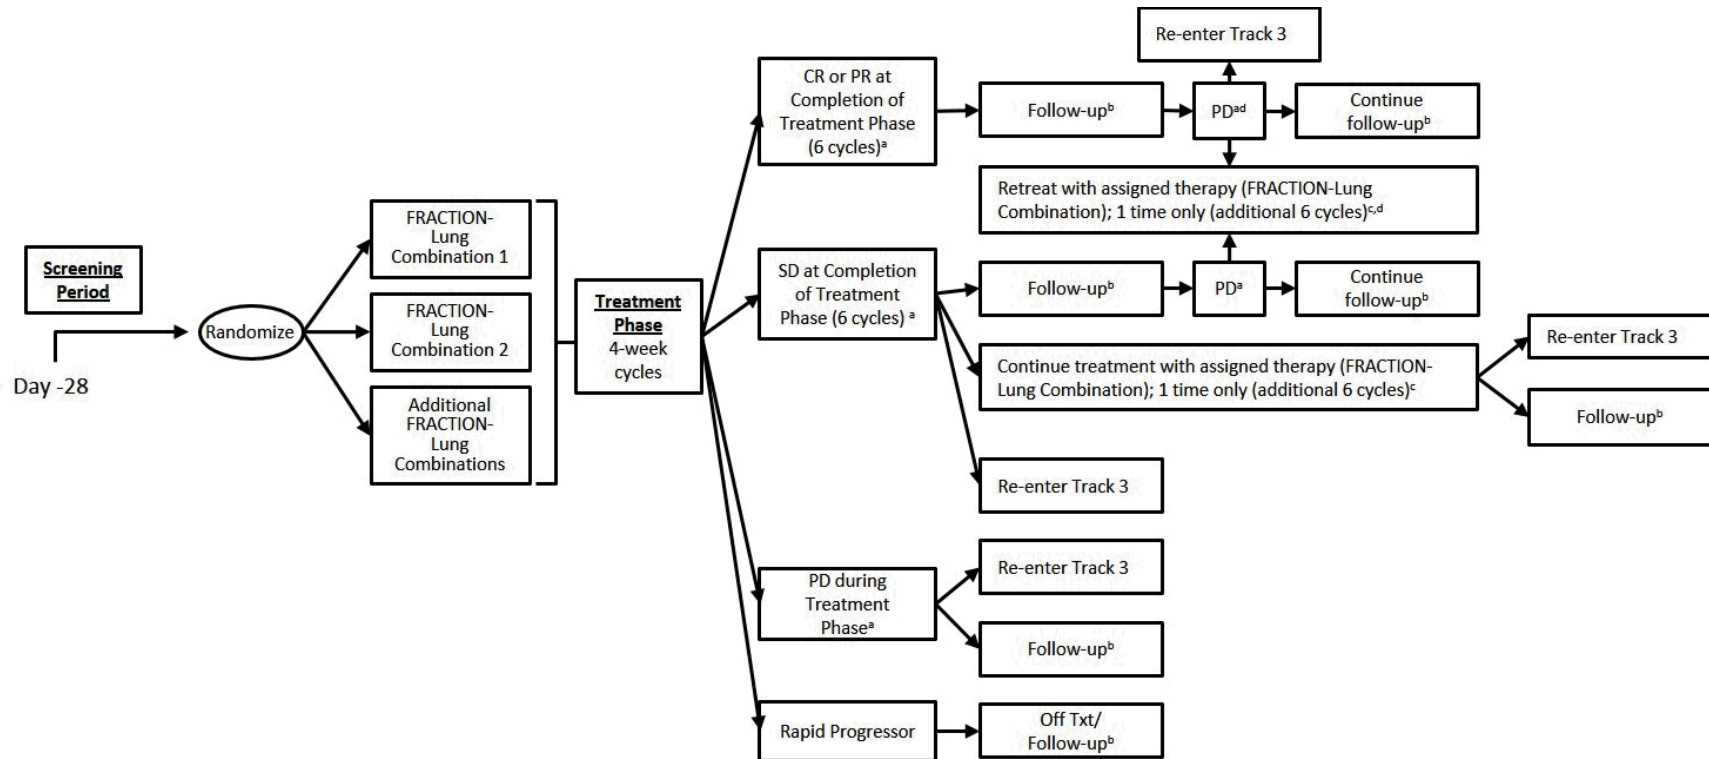 Screening
Period
Day -28
Randomize
FRACTION-
Lung
Combination 1
FRACTION-
Lung
Combination 2
Additional
FRACTION-
Lung
Combinations
Treatment
Phase
4-week
cycles
CR or PR at
Completion of
Treatment Phase
(6 cycles)ᵃ
Follow-upᵇ
PDᵃᵈ
Re-enter Track 3
Continue
follow-upᵇ
Retreat with assigned therapy (FRACTION-Lung
Combination); 1 time only (additional 6 cycles)ᶜ,ᵈ
SD at Completion
of Treatment
Phase (6 cycles) ᵃ
Follow-upᵇ
PDᵃ
Continue
follow-upᵇ
Continue treatment with assigned therapy (FRACTION-
Lung Combination); 1 time only (additional 6 cycles)ᶜ
Re-enter Track 3
Follow-upᵇ
Re-enter Track 3
PD during
Treatment
Phaseᵃ
Re-enter Track 3
Follow-upᵇ
Rapid Progressor
Off Txt/
Follow-upᵇ